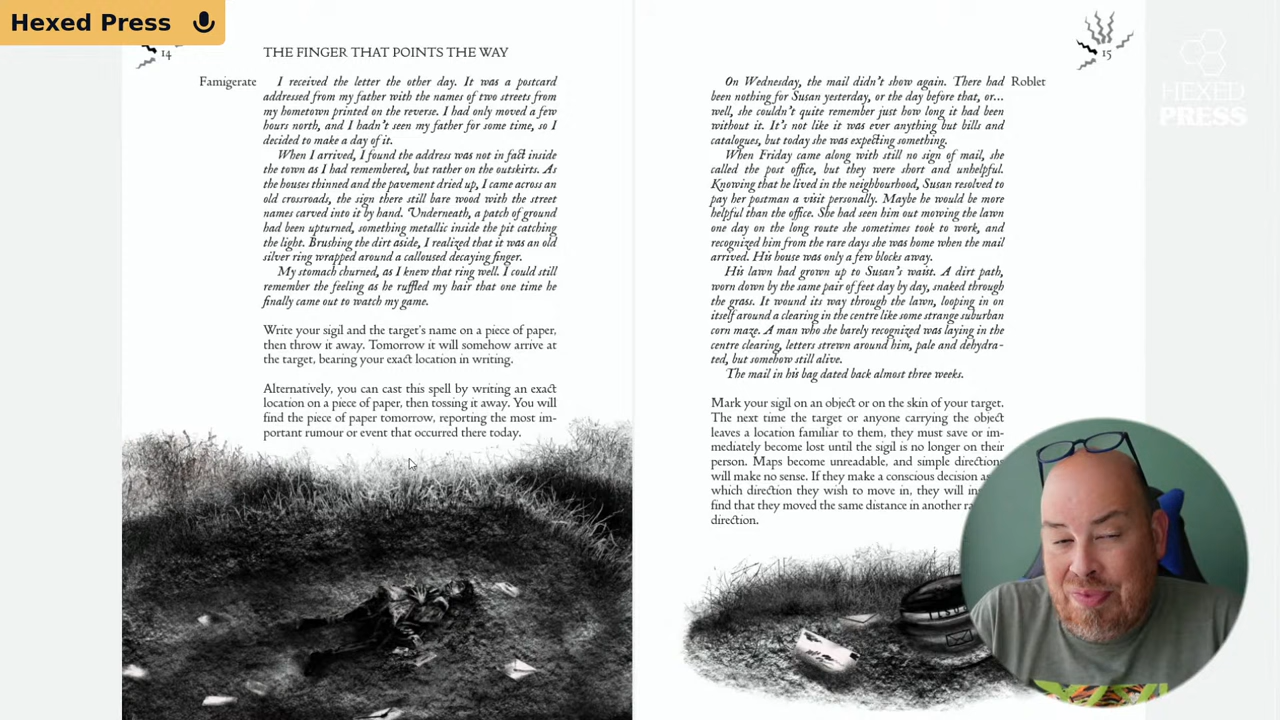 Hexed Press
14
THE FINGER THAT POINTS THE WAY
Famigerate
I received the letter the other day. It was a postcard
addressed from my father with the names of two streets from
my hometown printed on the reverse. I had only moved a few
hours north, and I hadn't seen my father for some time, so I
decided to make a day of it.
When I arrived, I found the address was not in fact inside
the town as I had remembered, but rather on the outskirts. As
the houses thinned and the pavement dried up, I came across an
old crossroads, the sign there still bare wood with the street
names carved into it by hand. Underneath, a patch of ground
had been upturned, something metallic inside the pit catching
the light. Brushing the dirt aside, I realized that it was an old
silver ring wrapped around a calloused decaying finger.
My stomach churned, as I knew that ring well. I could still
remember the feeling as he ruffled my hair that one time he
finally came out to watch my game.
Write your sigil and the target's name on a piece of paper,
then throw it away. Tomorrow it will somehow arrive at
the target, bearing your exact location in writing.
Alternatively, you can cast this spell by writing an exact
location on a piece of paper, then tossing it away. You will
find the piece of paper tomorrow, reporting the most im-
portant rumour or event that occurred there today.
15
Roblet
On Wednesday, the mail didn't show again. There had
been nothing for Susan yesterday, or the day before that, or...
well, she couldn't quite remember just how long it had been
without it. It's not like it was ever anything but bills and
catalogues, but today she was expecting something.
When Friday came along with still no sign of mail, she
called the post office, but they were short and unhelpful.
Knowing that he lived in the neighbourhood, Susan resolved to
pay her postman a visit personally. Maybe he would be more
helpful than the office. She had seen him out mowing the lawn
one day on the long route she sometimes took to work, and
recognized him from the rare days she was home when the mail
arrived. His house was only a few blocks away.
His lawn had grown up to Susan's waist. A dirt path,
worn down by the same pair of feet day by day, snaked through
the grass. It wound its way through the lawn, looping in on
itself around a clearing in the centre like some strange suburban
corn maze. A man who she barely recognized was laying in the
centre clearing, letters strewn around him, pale and dehydra-
ted, but somehow still alive.
The mail in his bag dated back almost three weeks.
Mark your sigil on an object or on the skin of your target.
The next time the target or anyone carrying the object
leaves a location familiar to them, they must save or im-
mediately become lost until the sigil is no longer on their
person. Maps become unreadable, and simple directions
will make no sense. If they make a conscious decision
which direction they wish to move in, they will
find that they moved the same distance in another
direction.
HEXED
PRESS